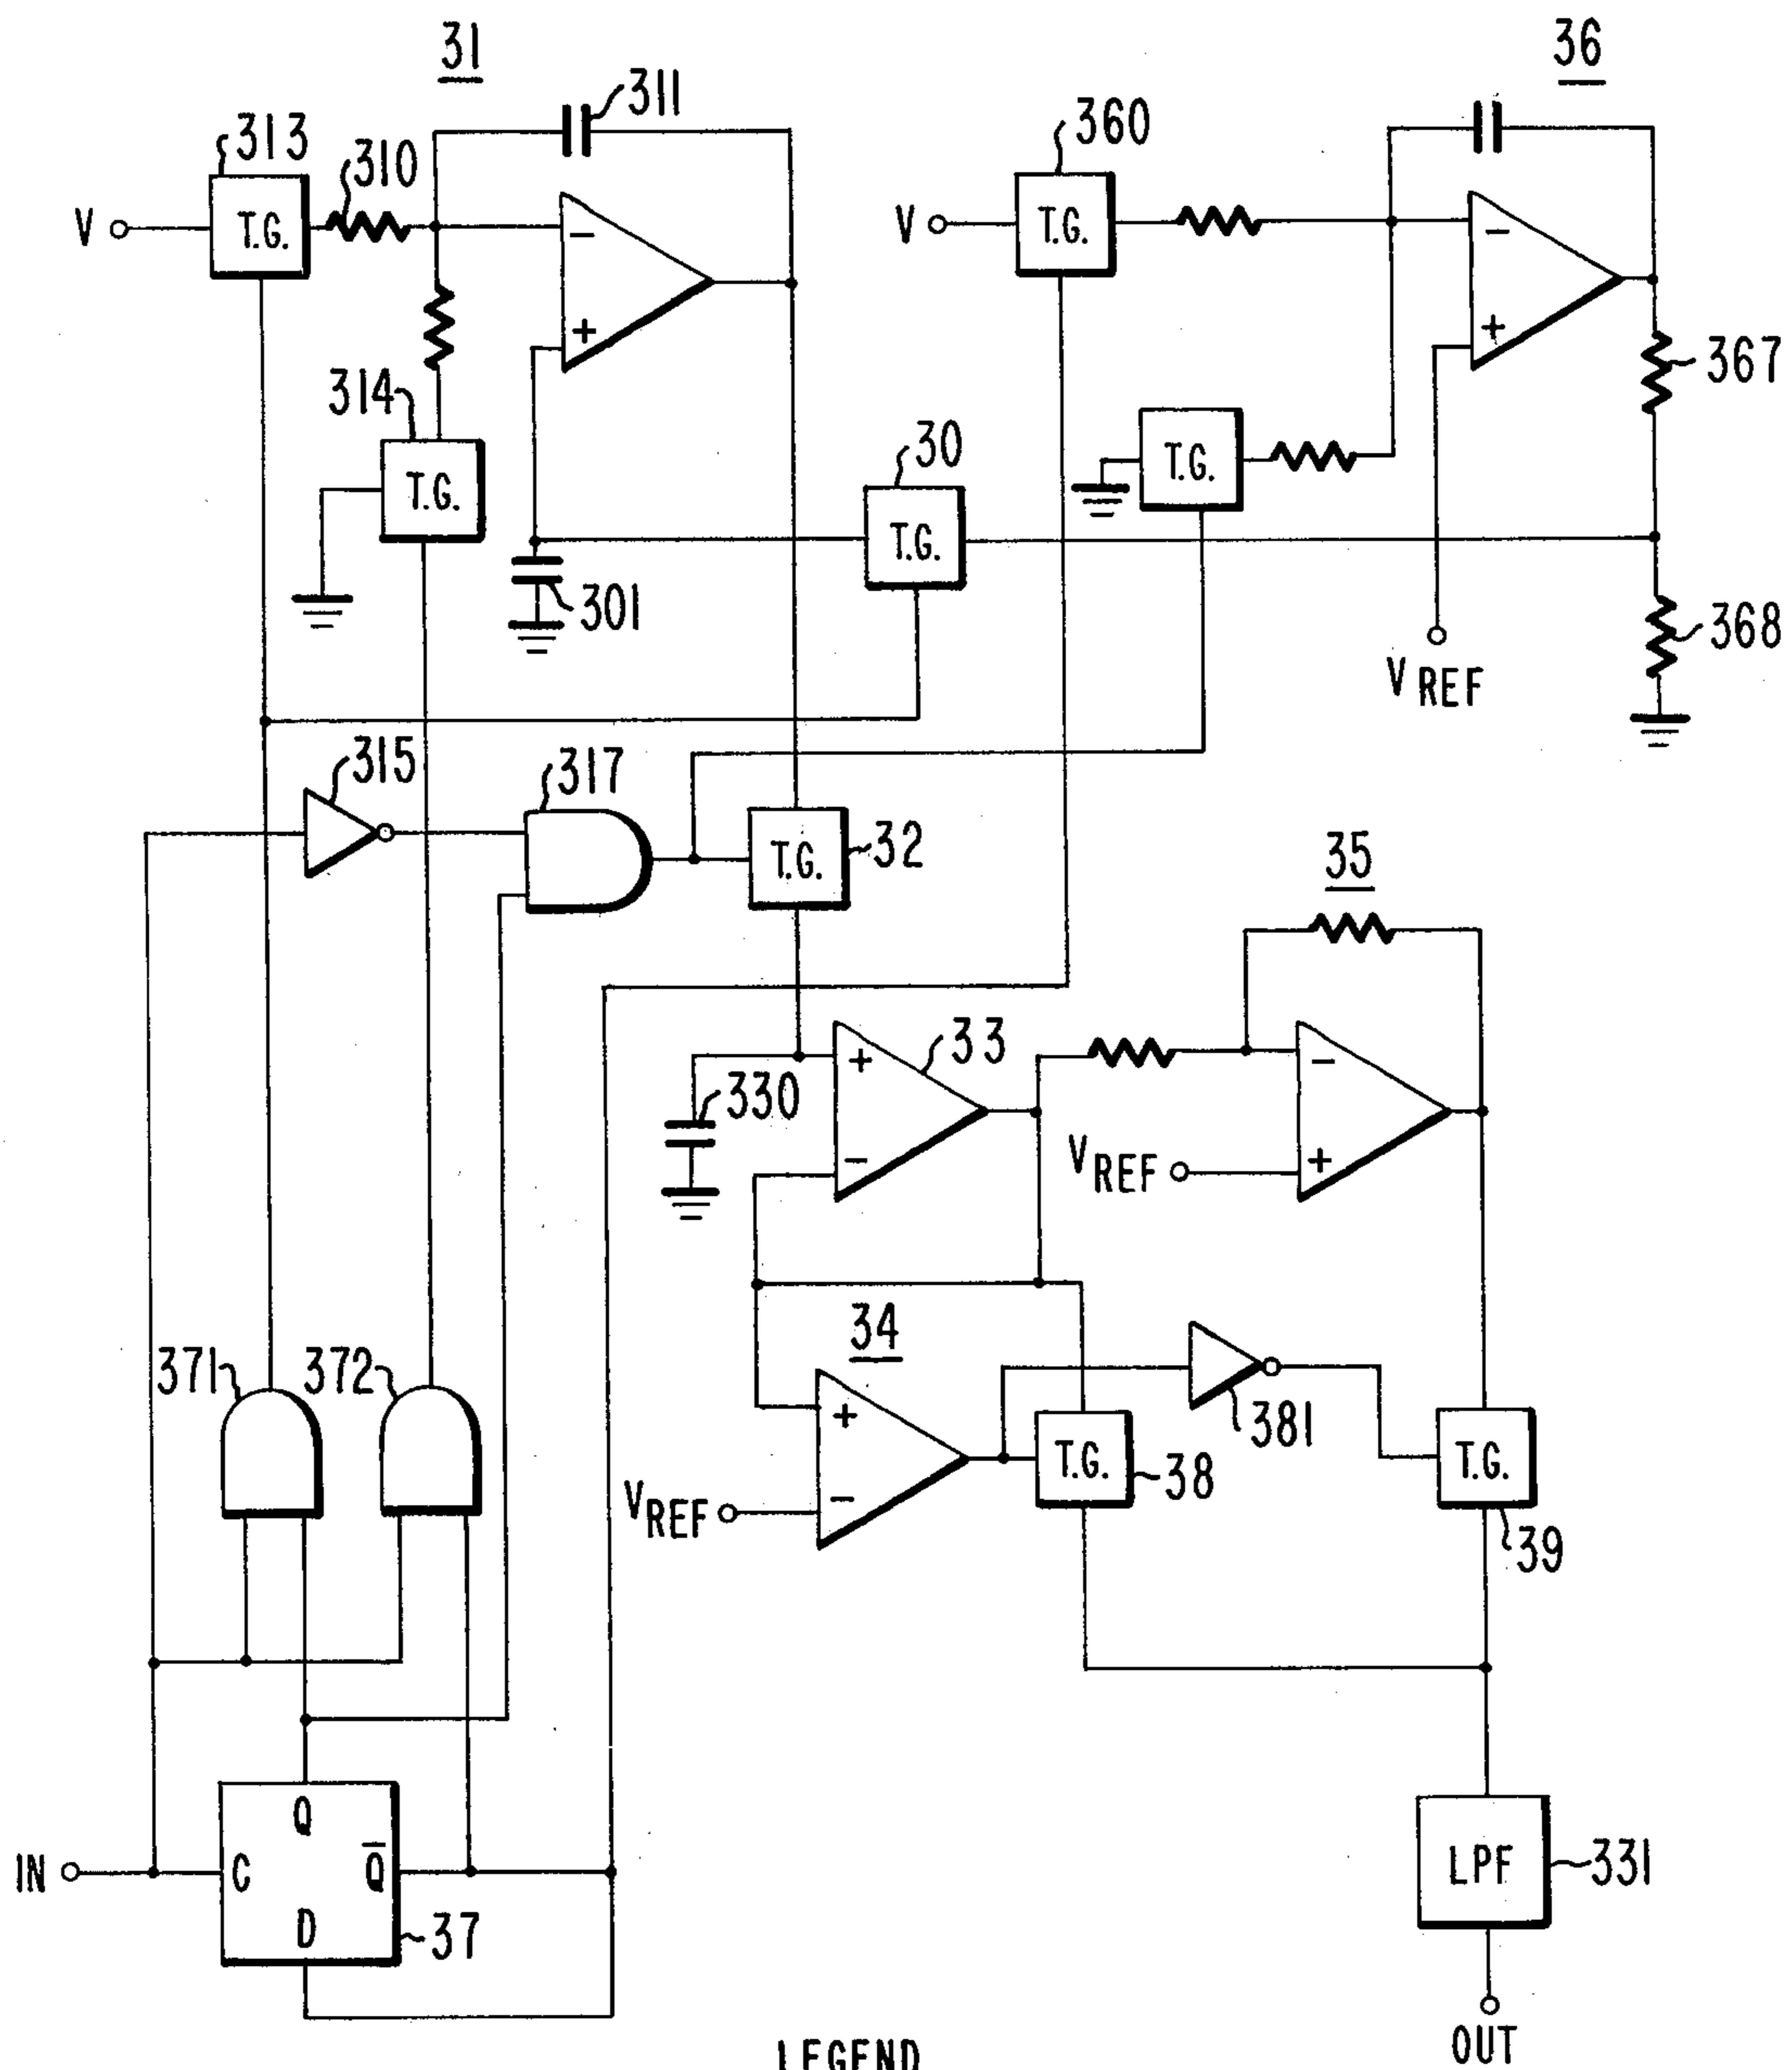 31
36
311
313
310
360
V
T.G.
V
T.G.
−
−
+
+
367
314
30
T.G.
T.G.
T.G.
301
368
V REF
315
317
32
T.G.
35
33
+
−
330
−
VREF
+
34
371
372
381
+
T.G.
38
T.G.
VREF
−
39
Q
IN
C
Q̅
LPF
331
D
37
OUT
LEGEND